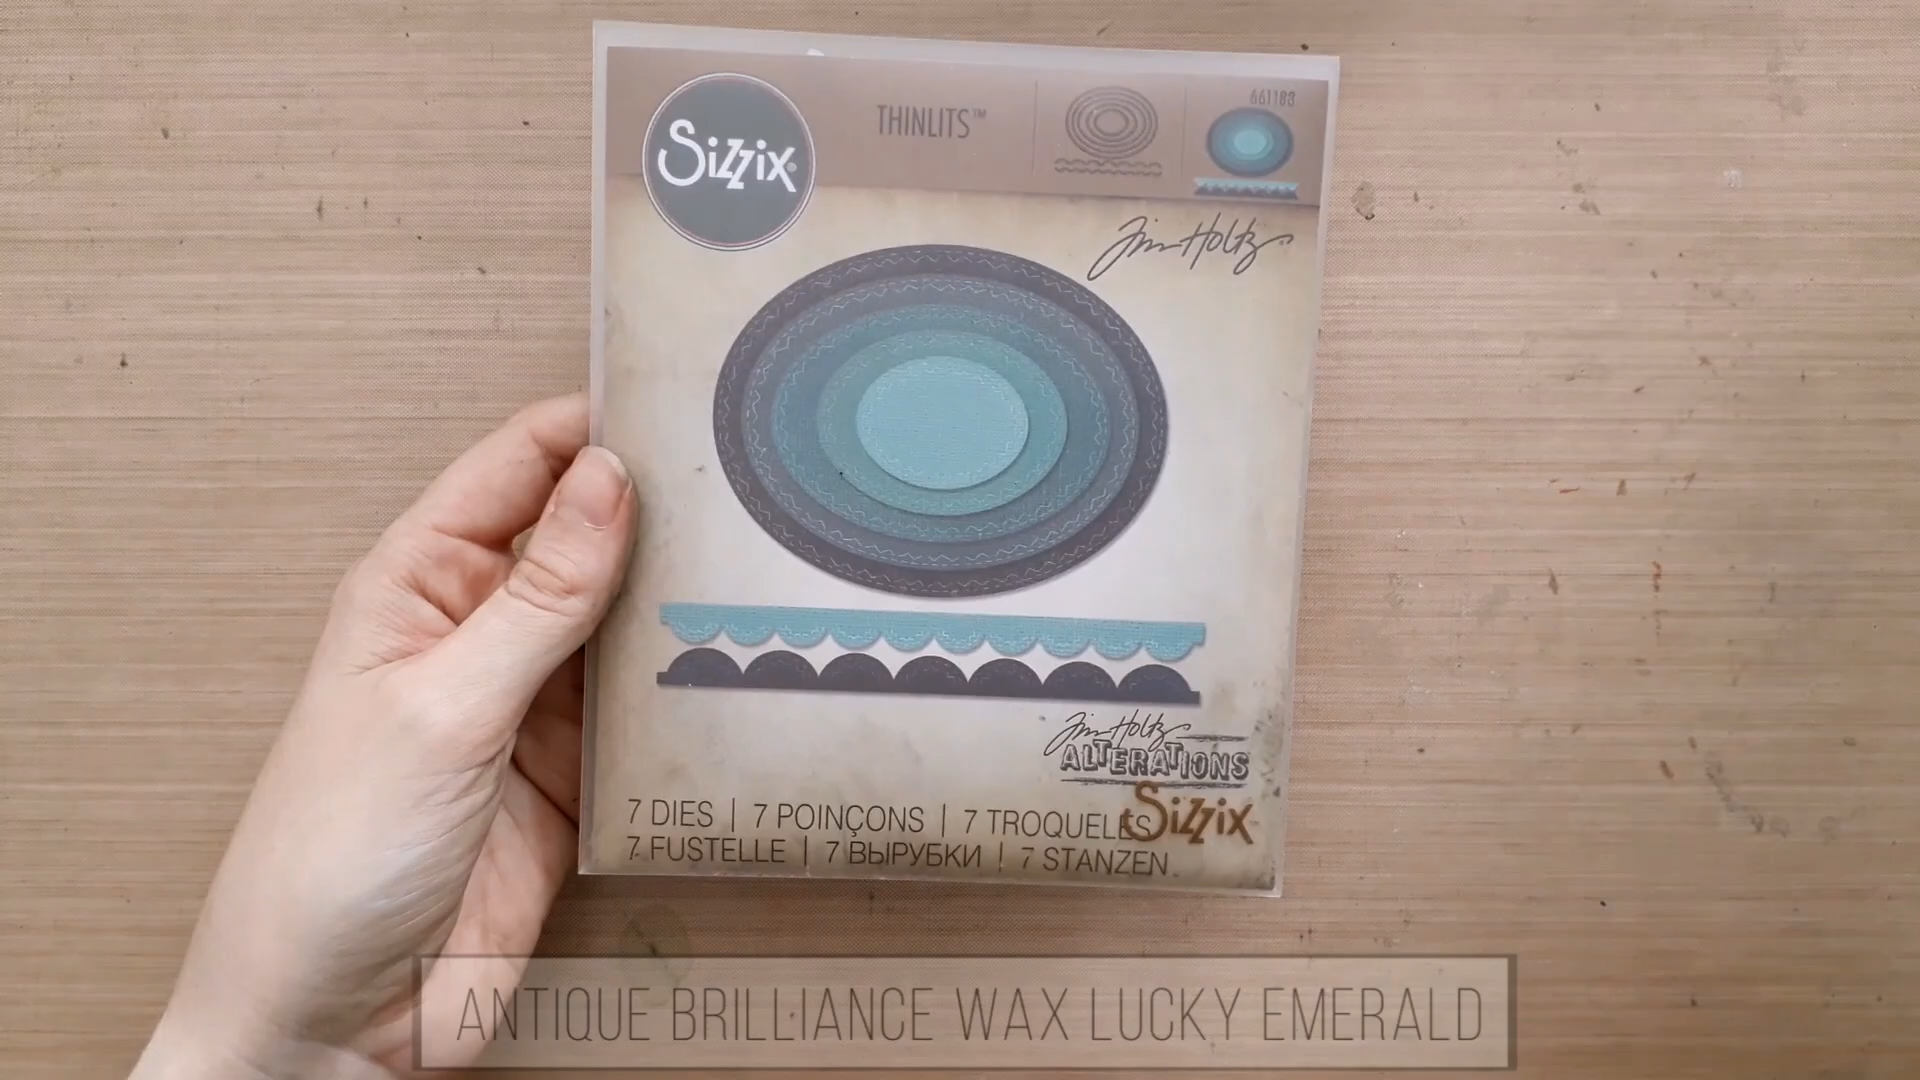 Sizzix
THINLITS™
661188
Tim Holtz
Tim Holtz
ALTERATIONS
Sizzix
7 DIES | 7 POINÇONS | 7 TROQUELES
7 FUSTELLE | 7 ВЫРУБКИ | 7 STANZEN
ANTIQUE BRILLIANCE WAX LUCKY EMERALD